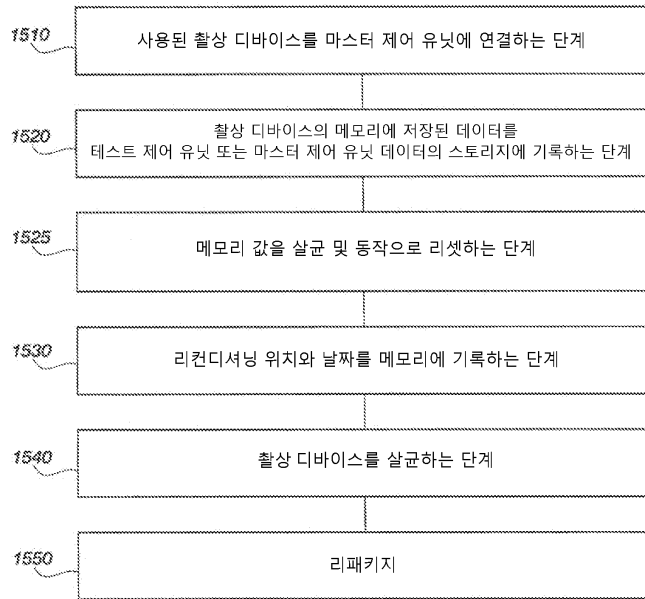 1510
사용된 촬상 디바이스를 마스터 제어 유닛에 연결하는 단계
1520
촬상 디바이스의 메모리에 저장된 데이터를
테스트 제어 유닛 또는 마스터 제어 유닛 데이터의 스토리지에 기록하는 단계
1525
메모리 값을 살균 및 동작으로 리셋하는 단계
1530
리컨디셔닝 위치와 날짜를 메모리에 기록하는 단계
1540
촬상 디바이스를 살균하는 단계
1550
리패키지